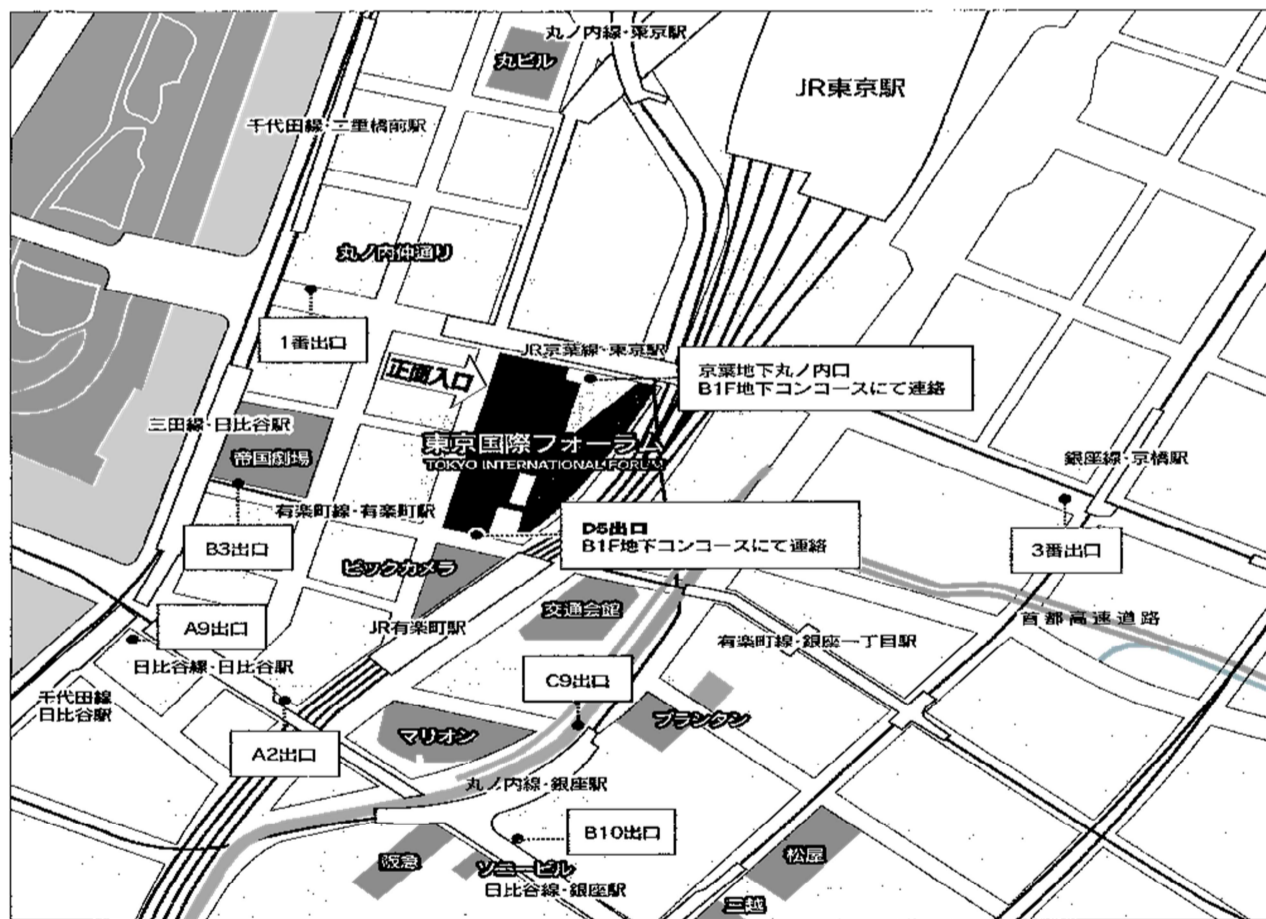 丸ノ内線・東京駅
丸ビル
JR東京駅
千代田線・二重橋前駅
丸ノ内仲通り
1番出口
JR京葉線・東京駅
正面入口
京葉地下丸ノ内口
B1F地下コンコースにて連絡
三田線・日比谷駅
帝国劇場
東京国際フォーラム
TOKYO INTERNATIONAL FORUM
銀座線・京橋駅
有楽町線・有楽町駅
D5出口
B1F地下コンコースにて連絡
B3出口
3番出口
ビックカメラ
交通会館
首都高速道路
A9出口
JR有楽町駅
有楽町線・銀座一丁目駅
日比谷線・日比谷駅
C9出口
千代田線
日比谷駅
プランタン
マリオン
A2出口
丸ノ内線・銀座駅
B10出口
阪急
ソニービル
日比谷線・銀座駅
松屋
三越